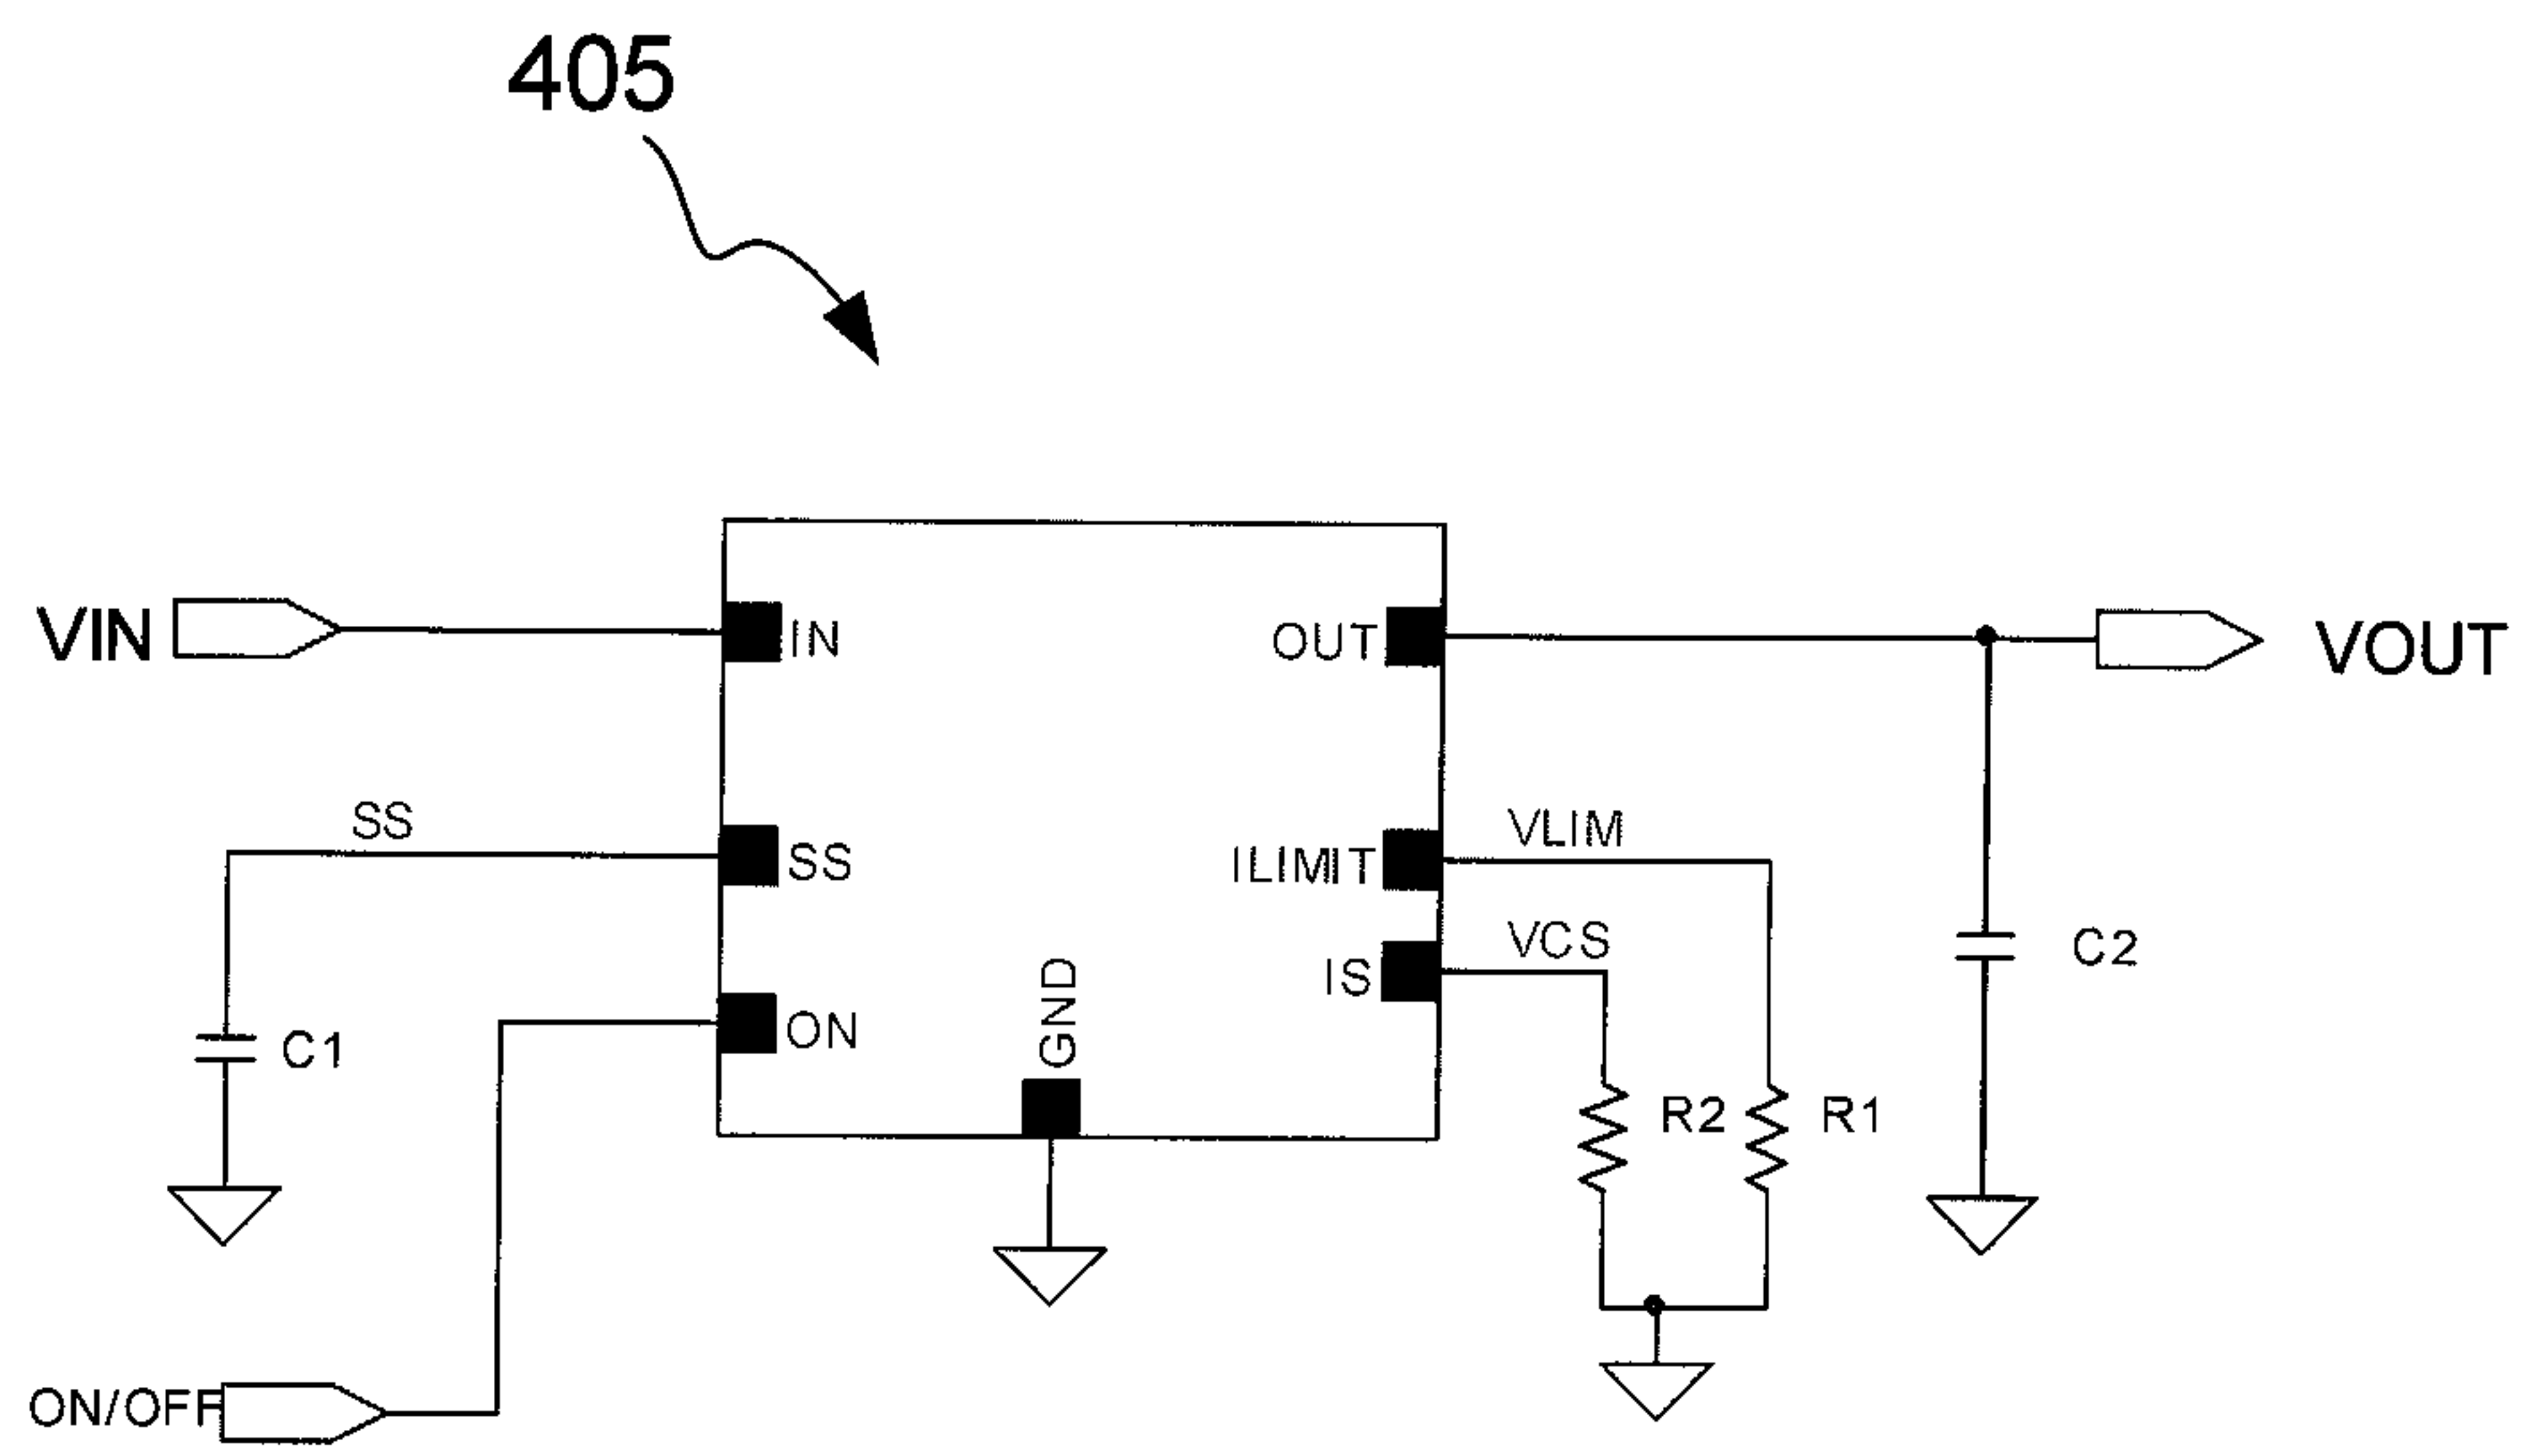 405
VIN
IN
OUT
VOUT
SS
SS
VLIM
ILIMIT
VCS
IS
C2
ON
GND
C1
R2
R1
ON/OFF